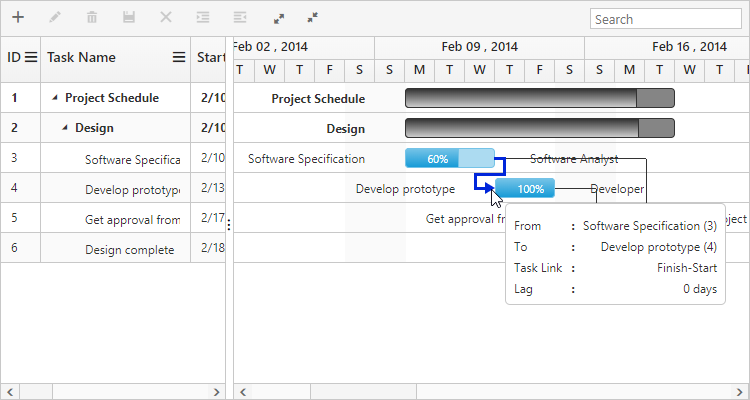 Search
ID Task Name Start
Feb 02 , 2014 Feb 09 , 2014 Feb 16 , 2014
T W T F S S M T W T F S S M T W T F
1 Project Schedule 2/10
2 Design 2/10
3 Software Specifica 2/10
4 Develop prototype 2/13
5 Get approval from 2/17
6 Design complete 2/18
Project Schedule
Design
Software Specification 60% Software Analyst
Develop prototype 100% Developer
Get approval from
From : Software Specification (3)
To : Develop prototype (4)
Task Link : Finish-Start
Lag : 0 days